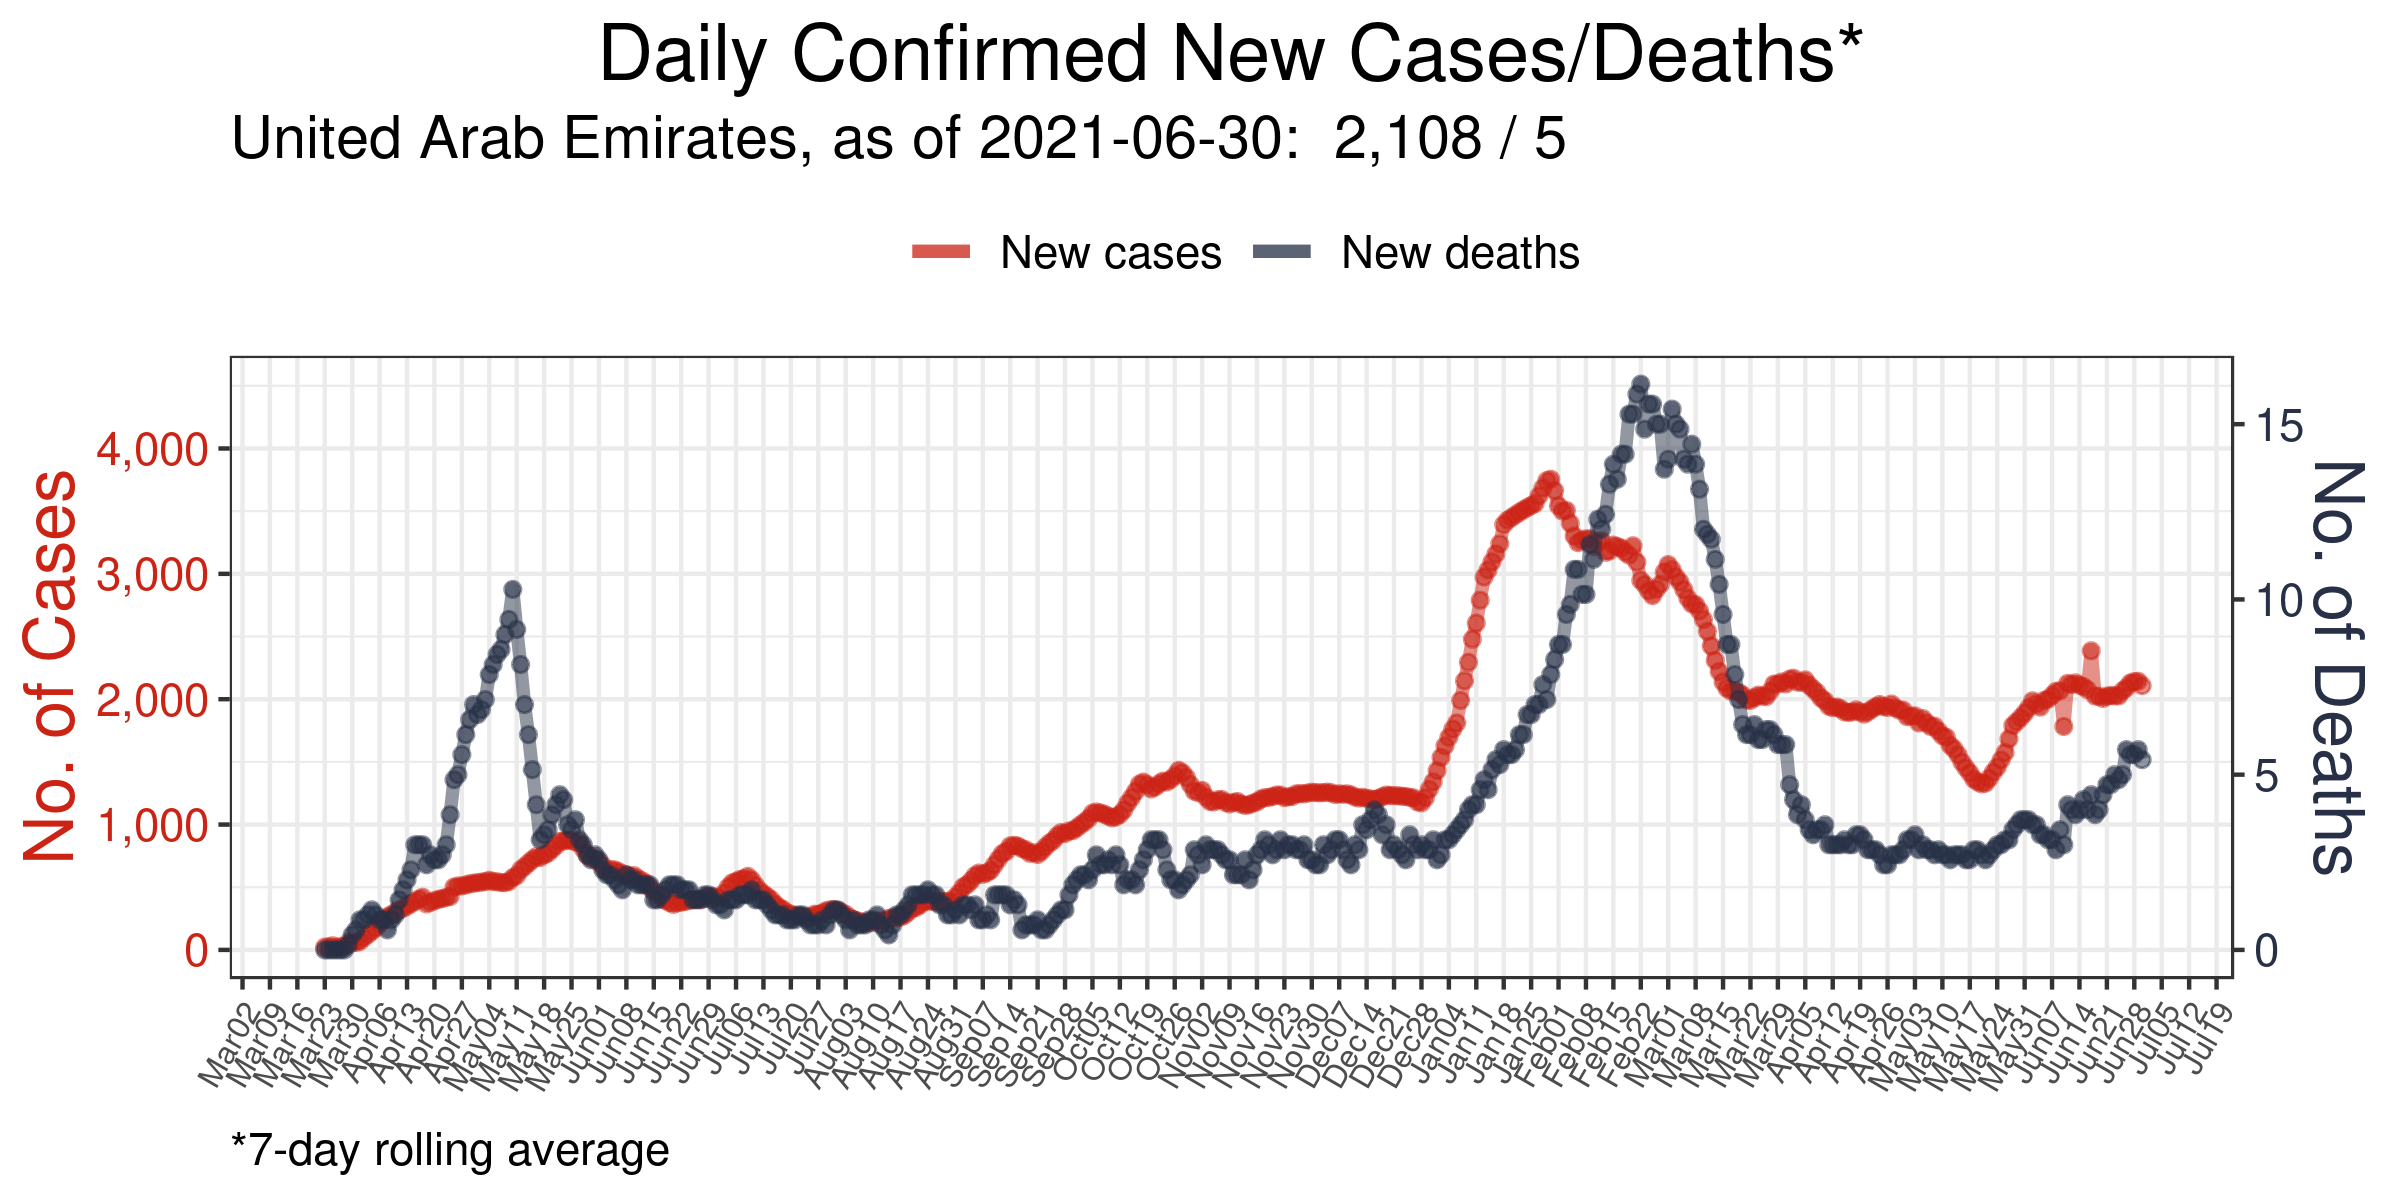 Daily Confirmed New Cases/Deaths*
United Arab Emirates, as of 2021-06-30:  2,108 / 5
New cases
New deaths
No. of Cases
4,000
3,000
2,000
1,000
0
No. of Deaths
15
10
5
0
Mar02
Mar09
Mar16
Mar23
Mar30
Apr06
Apr13
Apr20
Apr27
May04
May11
May18
May25
Jun01
Jun08
Jun15
Jun22
Jun29
Jul06
Jul13
Jul20
Jul27
Aug03
Aug10
Aug17
Aug24
Aug31
Sep07
Sep14
Sep21
Sep28
Oct05
Oct12
Oct19
Oct26
Nov02
Nov09
Nov16
Nov23
Nov30
Dec07
Dec14
Dec21
Dec28
Jan04
Jan11
Jan18
Jan25
Feb01
Feb08
Feb15
Feb22
Mar01
Mar08
Mar15
Mar22
Mar29
Apr05
Apr12
Apr19
Apr26
May03
May10
May17
May24
May31
Jun07
Jun14
Jun21
Jun28
Jul05
Jul12
Jul19
*7-day rolling average